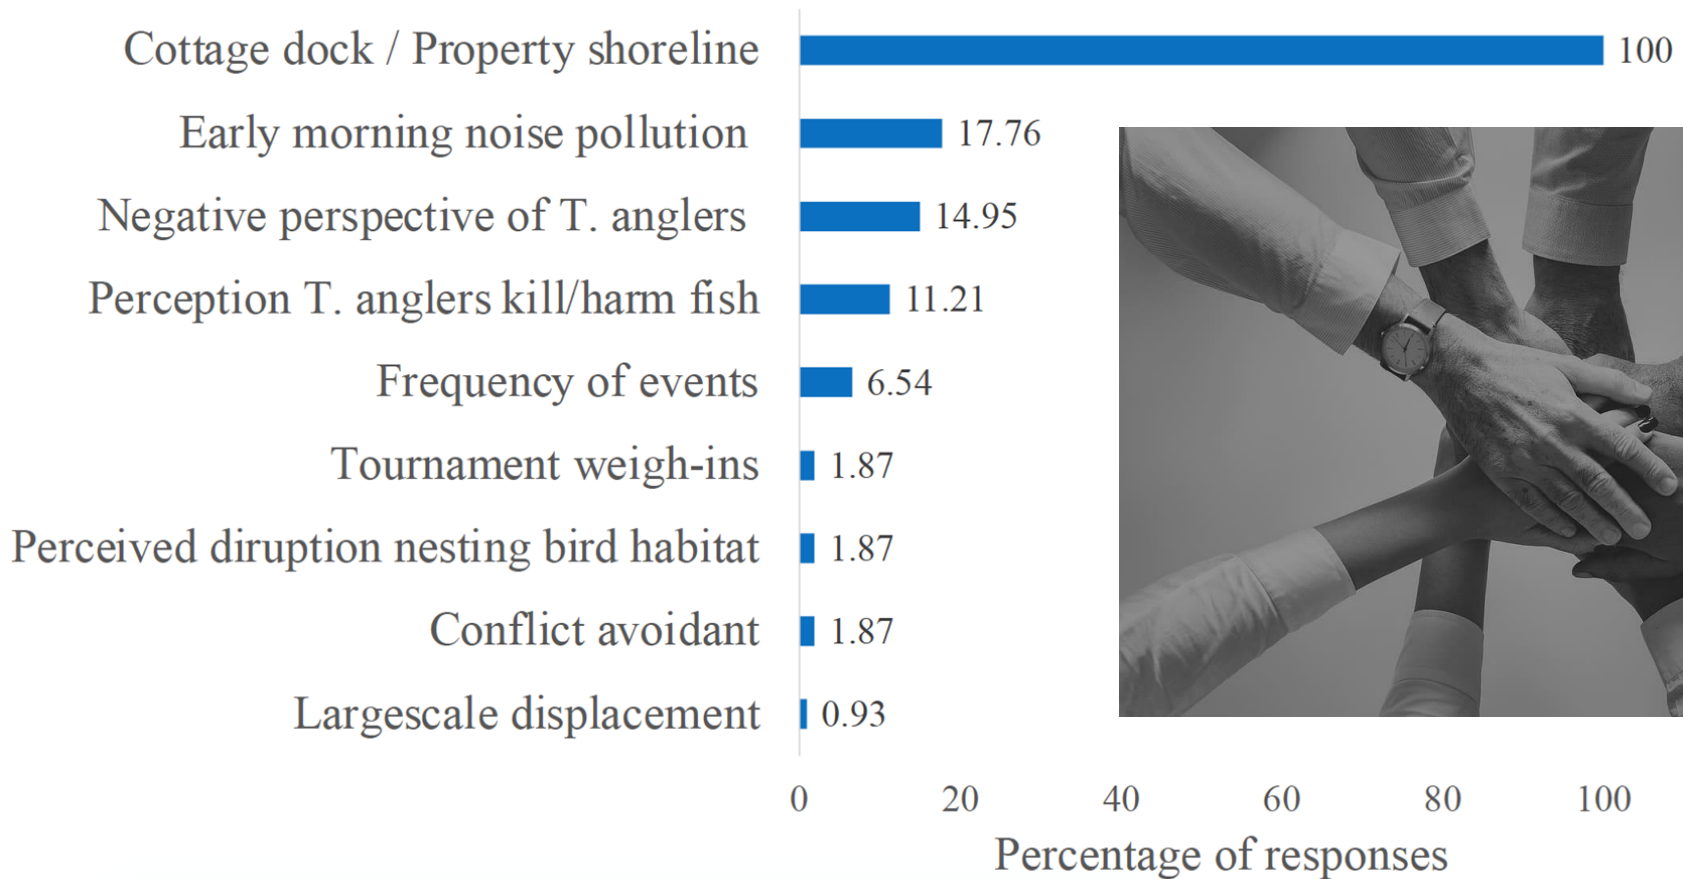 Cottage dock / Property shoreline 100
Early morning noise pollution 17.76
Negative perspective of T. anglers 14.95
Perception T. anglers kill/harm fish 11.21
Frequency of events 6.54
Tournament weigh-ins 1.87
Perceived diruption nesting bird habitat 1.87
Conflict avoidant 1.87
Largescale displacement 0.93
0 20 40 60 80 100
Percentage of responses